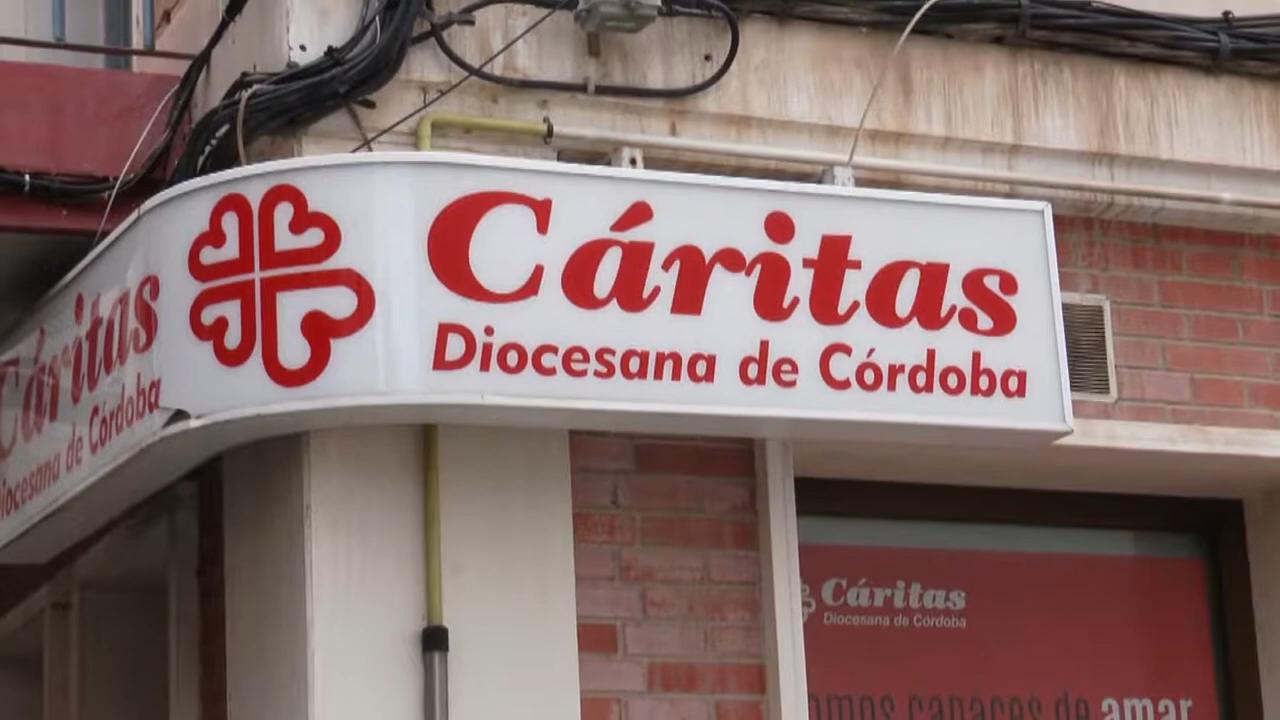 Cáritas
Diocesana de Córdoba
Cáritas
Diocesana de Córdoba
Cáritas
Diocesana de Córdoba
capaces de amar